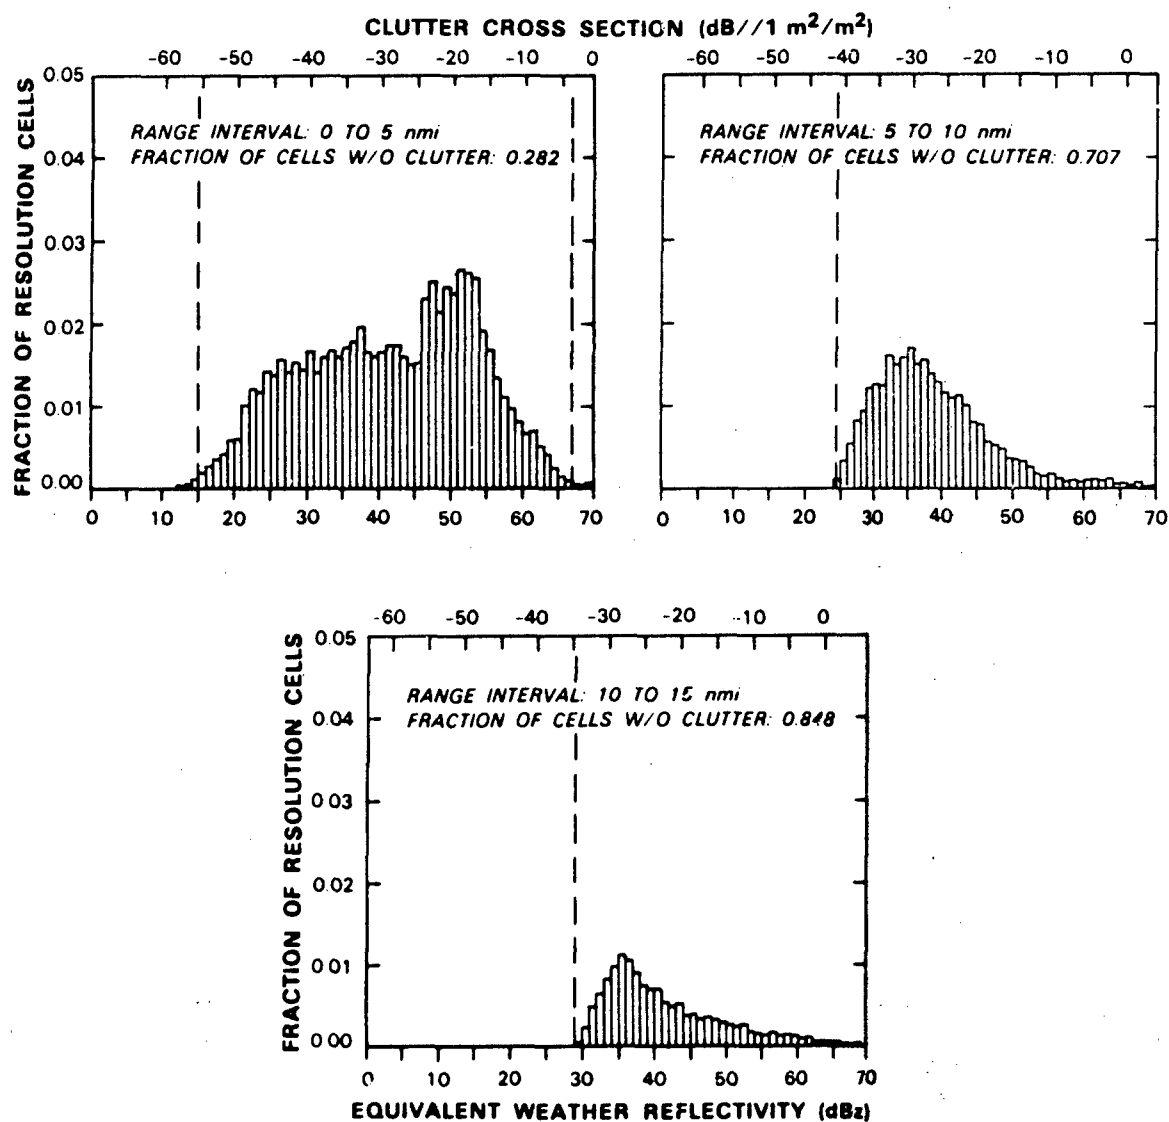 CLUTTER CROSS SECTION (dB//1 m²/m²)
-60 -50 -40 -30 -20 -10 0
-60 -50 -40 -30 -20 -10 0
FRACTION OF RESOLUTION CELLS
0.05
0.04
0.03
0.02
0.01
0.00
RANGE INTERVAL: 0 TO 5 nmi
FRACTION OF CELLS W/O CLUTTER: 0.282
RANGE INTERVAL: 5 TO 10 nmi
FRACTION OF CELLS W/O CLUTTER: 0.707
0 10 20 30 40 50 60 70
0 10 20 30 40 50 60 70
-60 -50 -40 -30 -20 -10 0
FRACTION OF RESOLUTION CELLS
0.05
0.04
0.03
0.02
0.01
0.00
RANGE INTERVAL: 10 TO 15 nmi
FRACTION OF CELLS W/O CLUTTER: 0.848
0 10 20 30 40 50 60 70
EQUIVALENT WEATHER REFLECTIVITY (dBz)